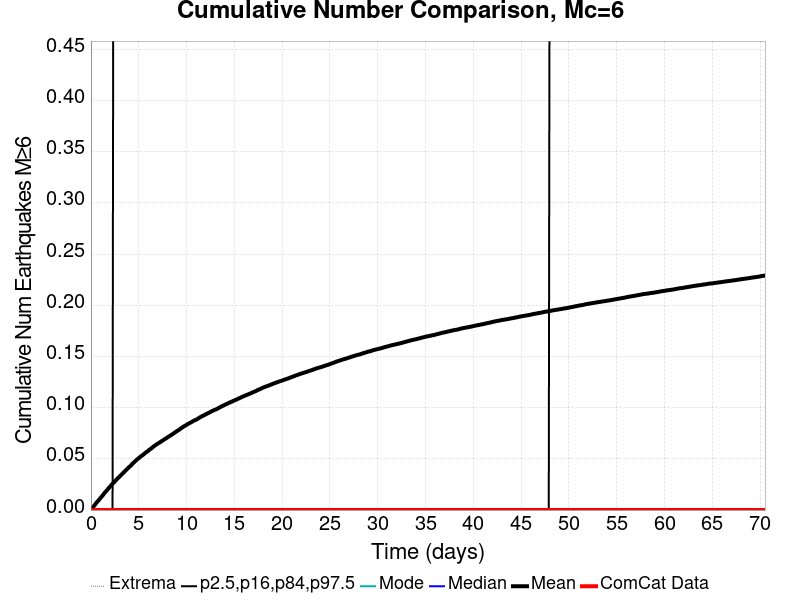 Cumulative Number Comparison, Mc=6
Cumulative Num Earthquakes M≥6
0.45
0.40
0.35
0.30
0.25
0.20
0.15
0.10
0.05
0.00
0 5 10 15 20 25 30 35 40 45 50 55 60 65 70
Time (days)
Extrema p2.5,p16,p84,p97.5 Mode Median Mean ComCat Data